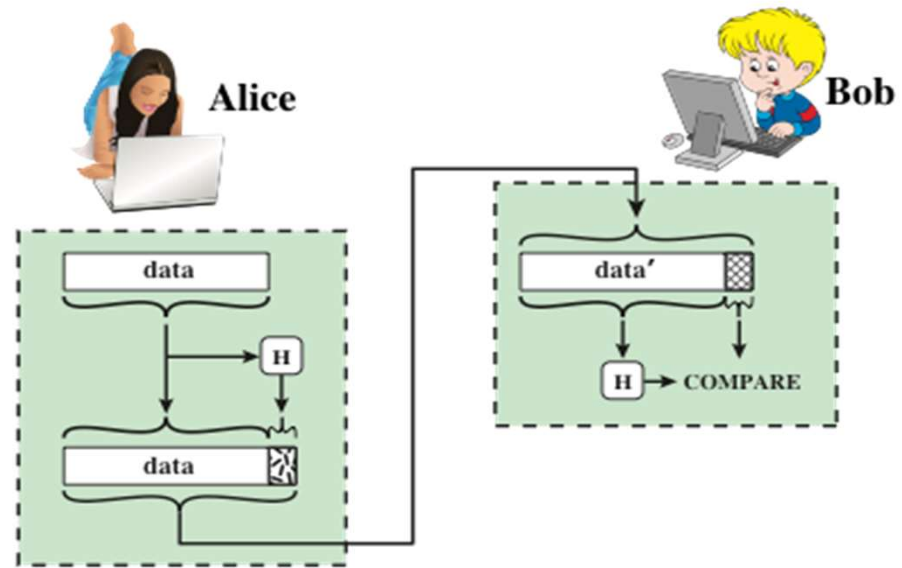 Alice
Bob
data
H
data
data′
H
COMPARE